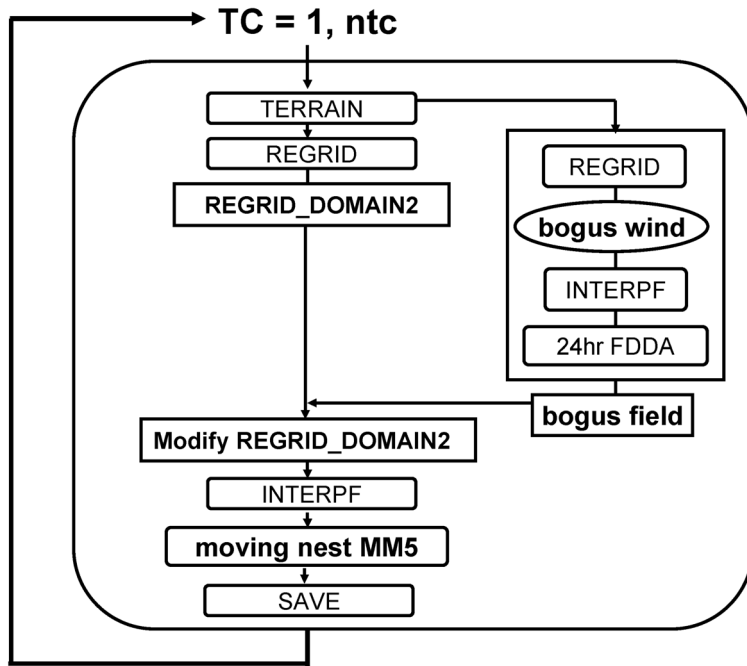 TC = 1, ntc
TERRAIN
REGRID
REGRID_DOMAIN2
REGRID
bogus wind
INTERPF
24hr FDDA
bogus field
Modify REGRID_DOMAIN2
INTERPF
moving nest MM5
SAVE